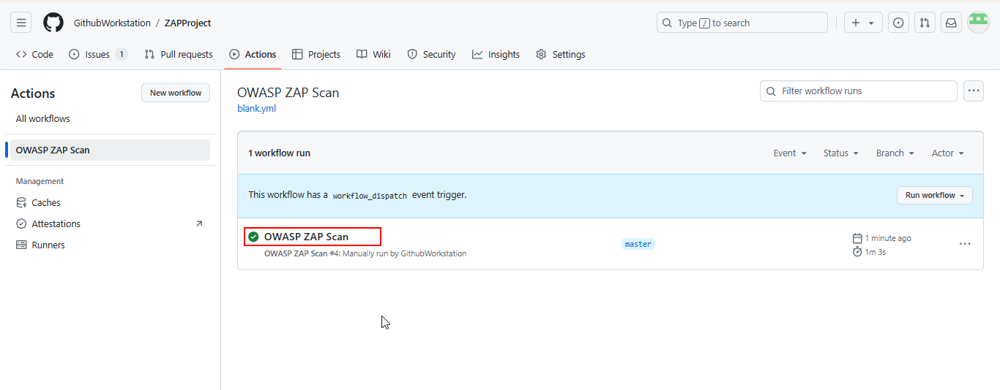 GithubWorkstation / ZAPProject
Type / to search
Code Issues 1 Pull requests Actions Projects Wiki Security Insights Settings
Actions
New workflow
All workflows
OWASP ZAP Scan
Management
Caches
Attestations
Runners
OWASP ZAP Scan
blank.yml
Filter workflow runs
1 workflow run
Event Status Branch Actor
This workflow has a workflow_dispatch event trigger.
Run workflow
OWASP ZAP Scan
OWASP ZAP Scan #4: Manually run by GithubWorkstation
master
1 minute ago
1m 3s